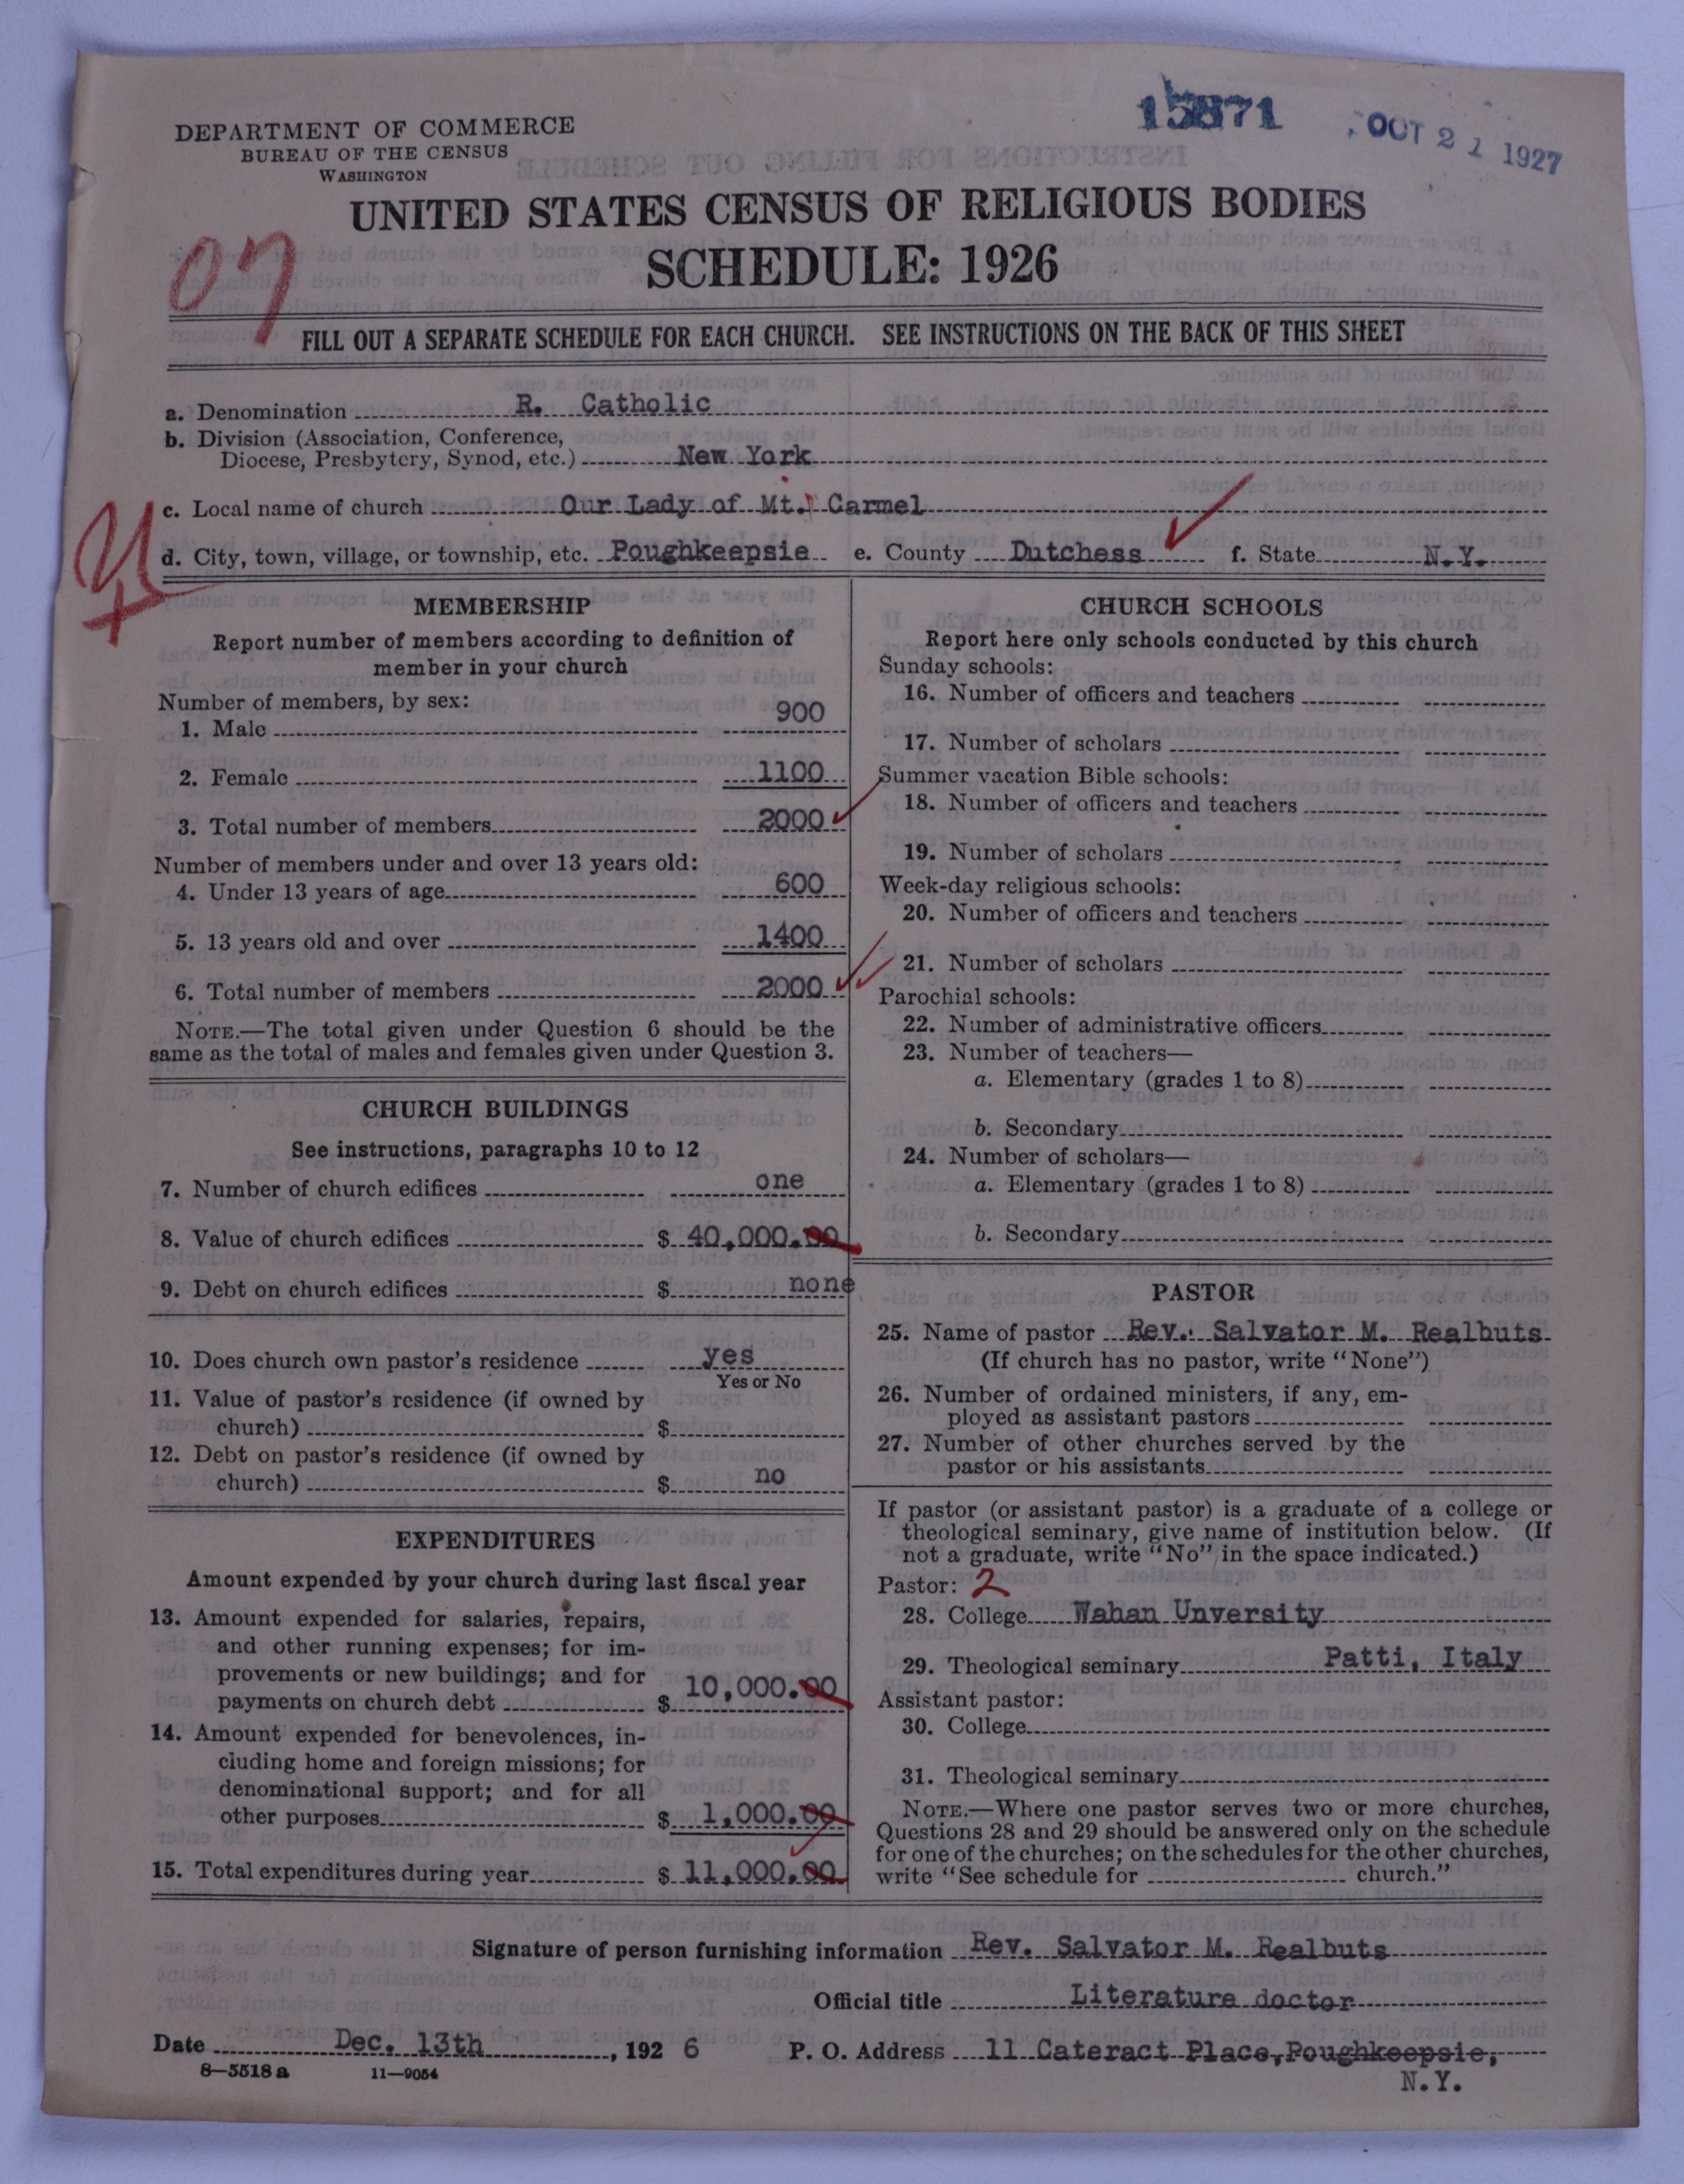 15871
OCT 21 1927
DEPARTMENT OF COMMERCE
BUREAU OF THE CENSUS
WASHINGTON
UNITED STATES CENSUS OF RELIGIOUS BODIES
SCHEDULE: 1926
07
FILL OUT A SEPARATE SCHEDULE FOR EACH CHURCH. SEE INSTRUCTIONS ON THE BACK OF THIS SHEET
a. Denomination R. Catholic
b. Division (Association, Conference,
Diocese, Presbytery, Synod, etc.) New York
c. Local name of church Our Lady of Mt. Carmel
d. City, town, village, or township, etc. Poughkeepsie e. County Dutchess f. State N.Y.
MEMBERSHIP
Report number of members according to definition of
member in your church
Number of members, by sex:
1. Male 900
2. Female 1100
3. Total number of members 2000
Number of members under and over 13 years old:
4. Under 13 years of age 600
5. 13 years old and over 1400
6. Total number of members 2000
NOTE.—The total given under Question 6 should be the
same as the total of males and females given under Question 3.
CHURCH BUILDINGS
See instructions, paragraphs 10 to 12
7. Number of church edifices one
8. Value of church edifices $ 40,000.00
9. Debt on church edifices $ none
10. Does church own pastor's residence yes
Yes or No
11. Value of pastor's residence (if owned by
church) $
12. Debt on pastor's residence (if owned by
church) $ no
EXPENDITURES
Amount expended by your church during last fiscal year
13. Amount expended for salaries, repairs,
and other running expenses; for im-
provements or new buildings; and for
payments on church debt $ 10,000.00
14. Amount expended for benevolences, in-
cluding home and foreign missions; for
denominational support; and for all
other purposes $ 1,000.00
15. Total expenditures during year $ 11,000.00
CHURCH SCHOOLS
Report here only schools conducted by this church
Sunday schools:
16. Number of officers and teachers
17. Number of scholars
Summer vacation Bible schools:
18. Number of officers and teachers
19. Number of scholars
Week-day religious schools:
20. Number of officers and teachers
21. Number of scholars
Parochial schools:
22. Number of administrative officers
23. Number of teachers—
a. Elementary (grades 1 to 8)
b. Secondary
24. Number of scholars—
a. Elementary (grades 1 to 8)
b. Secondary
PASTOR
25. Name of pastor Rev. Salvator M. Realbuts
(If church has no pastor, write "None")
26. Number of ordained ministers, if any, em-
ployed as assistant pastors
27. Number of other churches served by the
pastor or his assistants
If pastor (or assistant pastor) is a graduate of a college or
theological seminary, give name of institution below. (If
not a graduate, write "No" in the space indicated.)
Pastor: 2
28. College Wahan Unversity
29. Theological seminary Patti, Italy
Assistant pastor:
30. College
31. Theological seminary
NOTE.—Where one pastor serves two or more churches,
Questions 28 and 29 should be answered only on the schedule
for one of the churches; on the schedules for the other churches,
write "See schedule for church."
Signature of person furnishing information Rev. Salvator M. Realbuts
Official title Literature doctor
Date Dec. 13th, 192 6 P. O. Address 11 Cateract Place, Poughkeepsie,
N.Y.
8—5518 a 11—9054